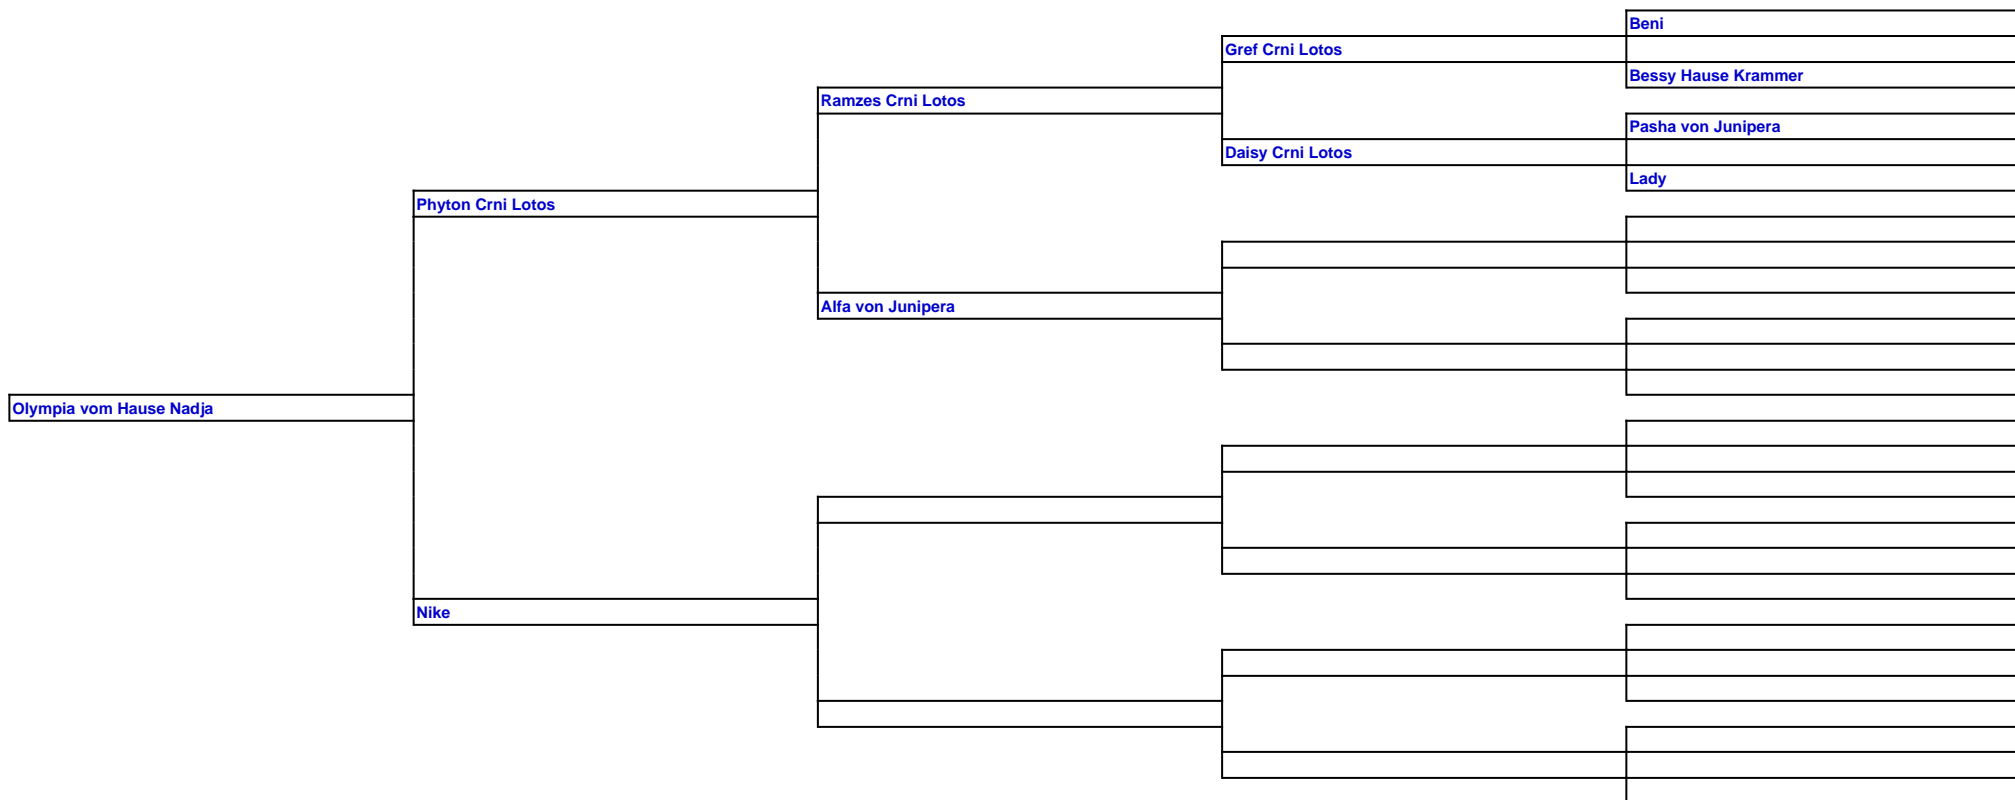 Beni
Gref Crni Lotos
Bessy Hause Krammer
Ramzes Crni Lotos
Pasha von Junipera
Daisy Crni Lotos
Lady
Phyton Crni Lotos
Alfa von Junipera
Olympia vom Hause Nadja
Nike